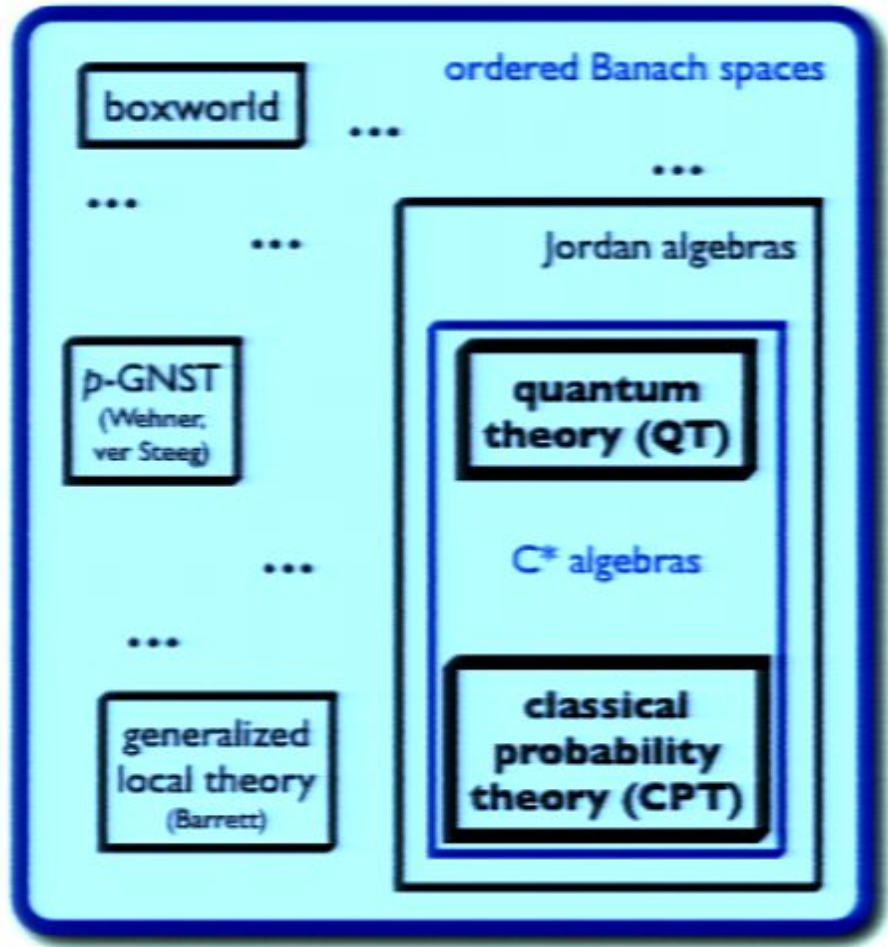 ordered Banach spaces
boxworld
...
...
...
...
Jordan algebras
p-GNST
(Wehner,
ver Steeg)
quantum
theory (QT)
...
C* algebras
...
generalized
local theory
(Barrett)
classical
probability
theory (CPT)